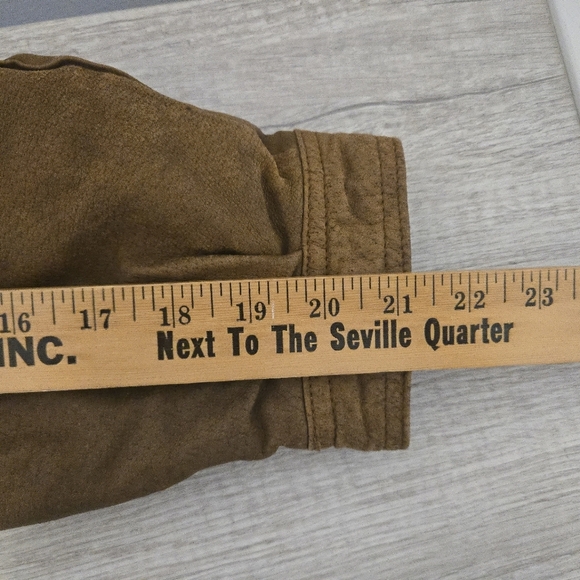 16 17 18 19 20 21 22 23
INC. Next To The Seville Quarter